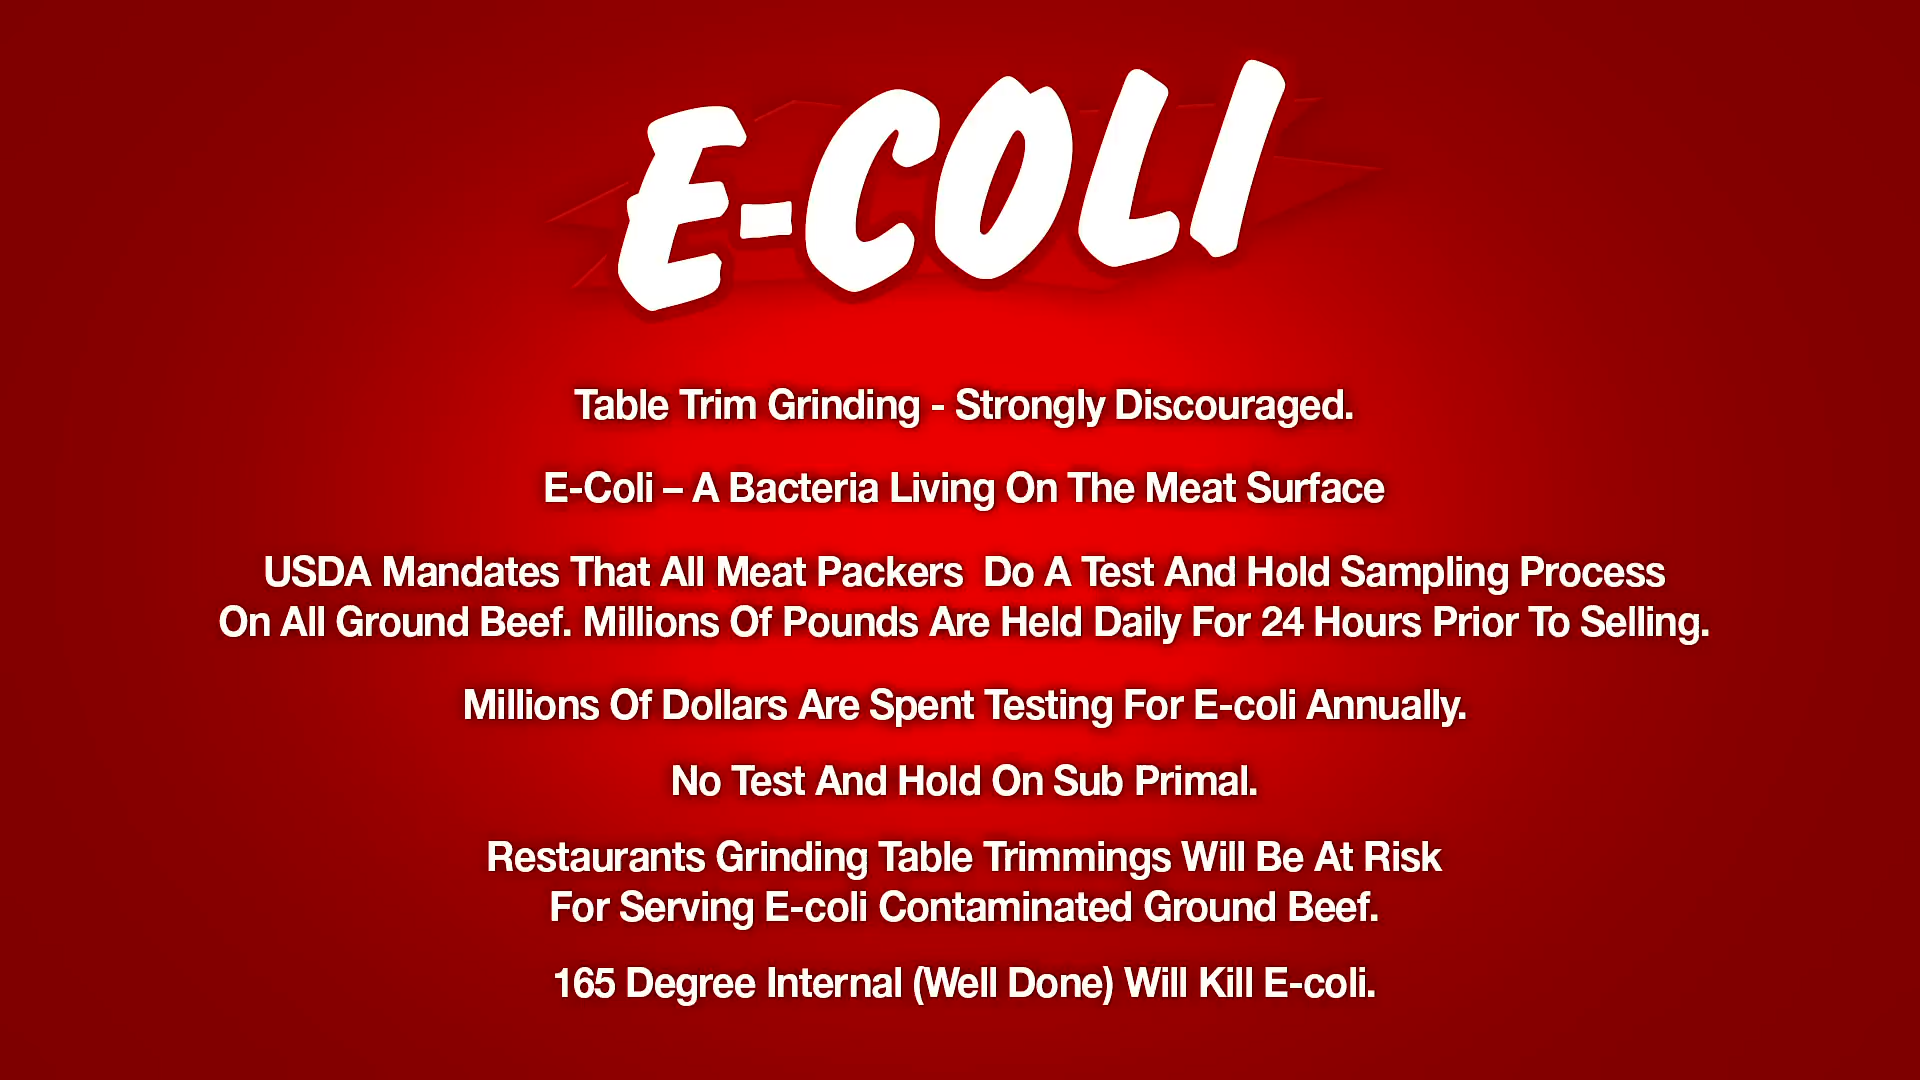 E-COLI
Table Trim Grinding - Strongly Discouraged.
E-Coli – A Bacteria Living On The Meat Surface
USDA Mandates That All Meat Packers  Do A Test And Hold Sampling Process
On All Ground Beef. Millions Of Pounds Are Held Daily For 24 Hours Prior To Selling.
Millions Of Dollars Are Spent Testing For E-coli Annually.
No Test And Hold On Sub Primal.
Restaurants Grinding Table Trimmings Will Be At Risk
For Serving E-coli Contaminated Ground Beef.
165 Degree Internal (Well Done) Will Kill E-coli.